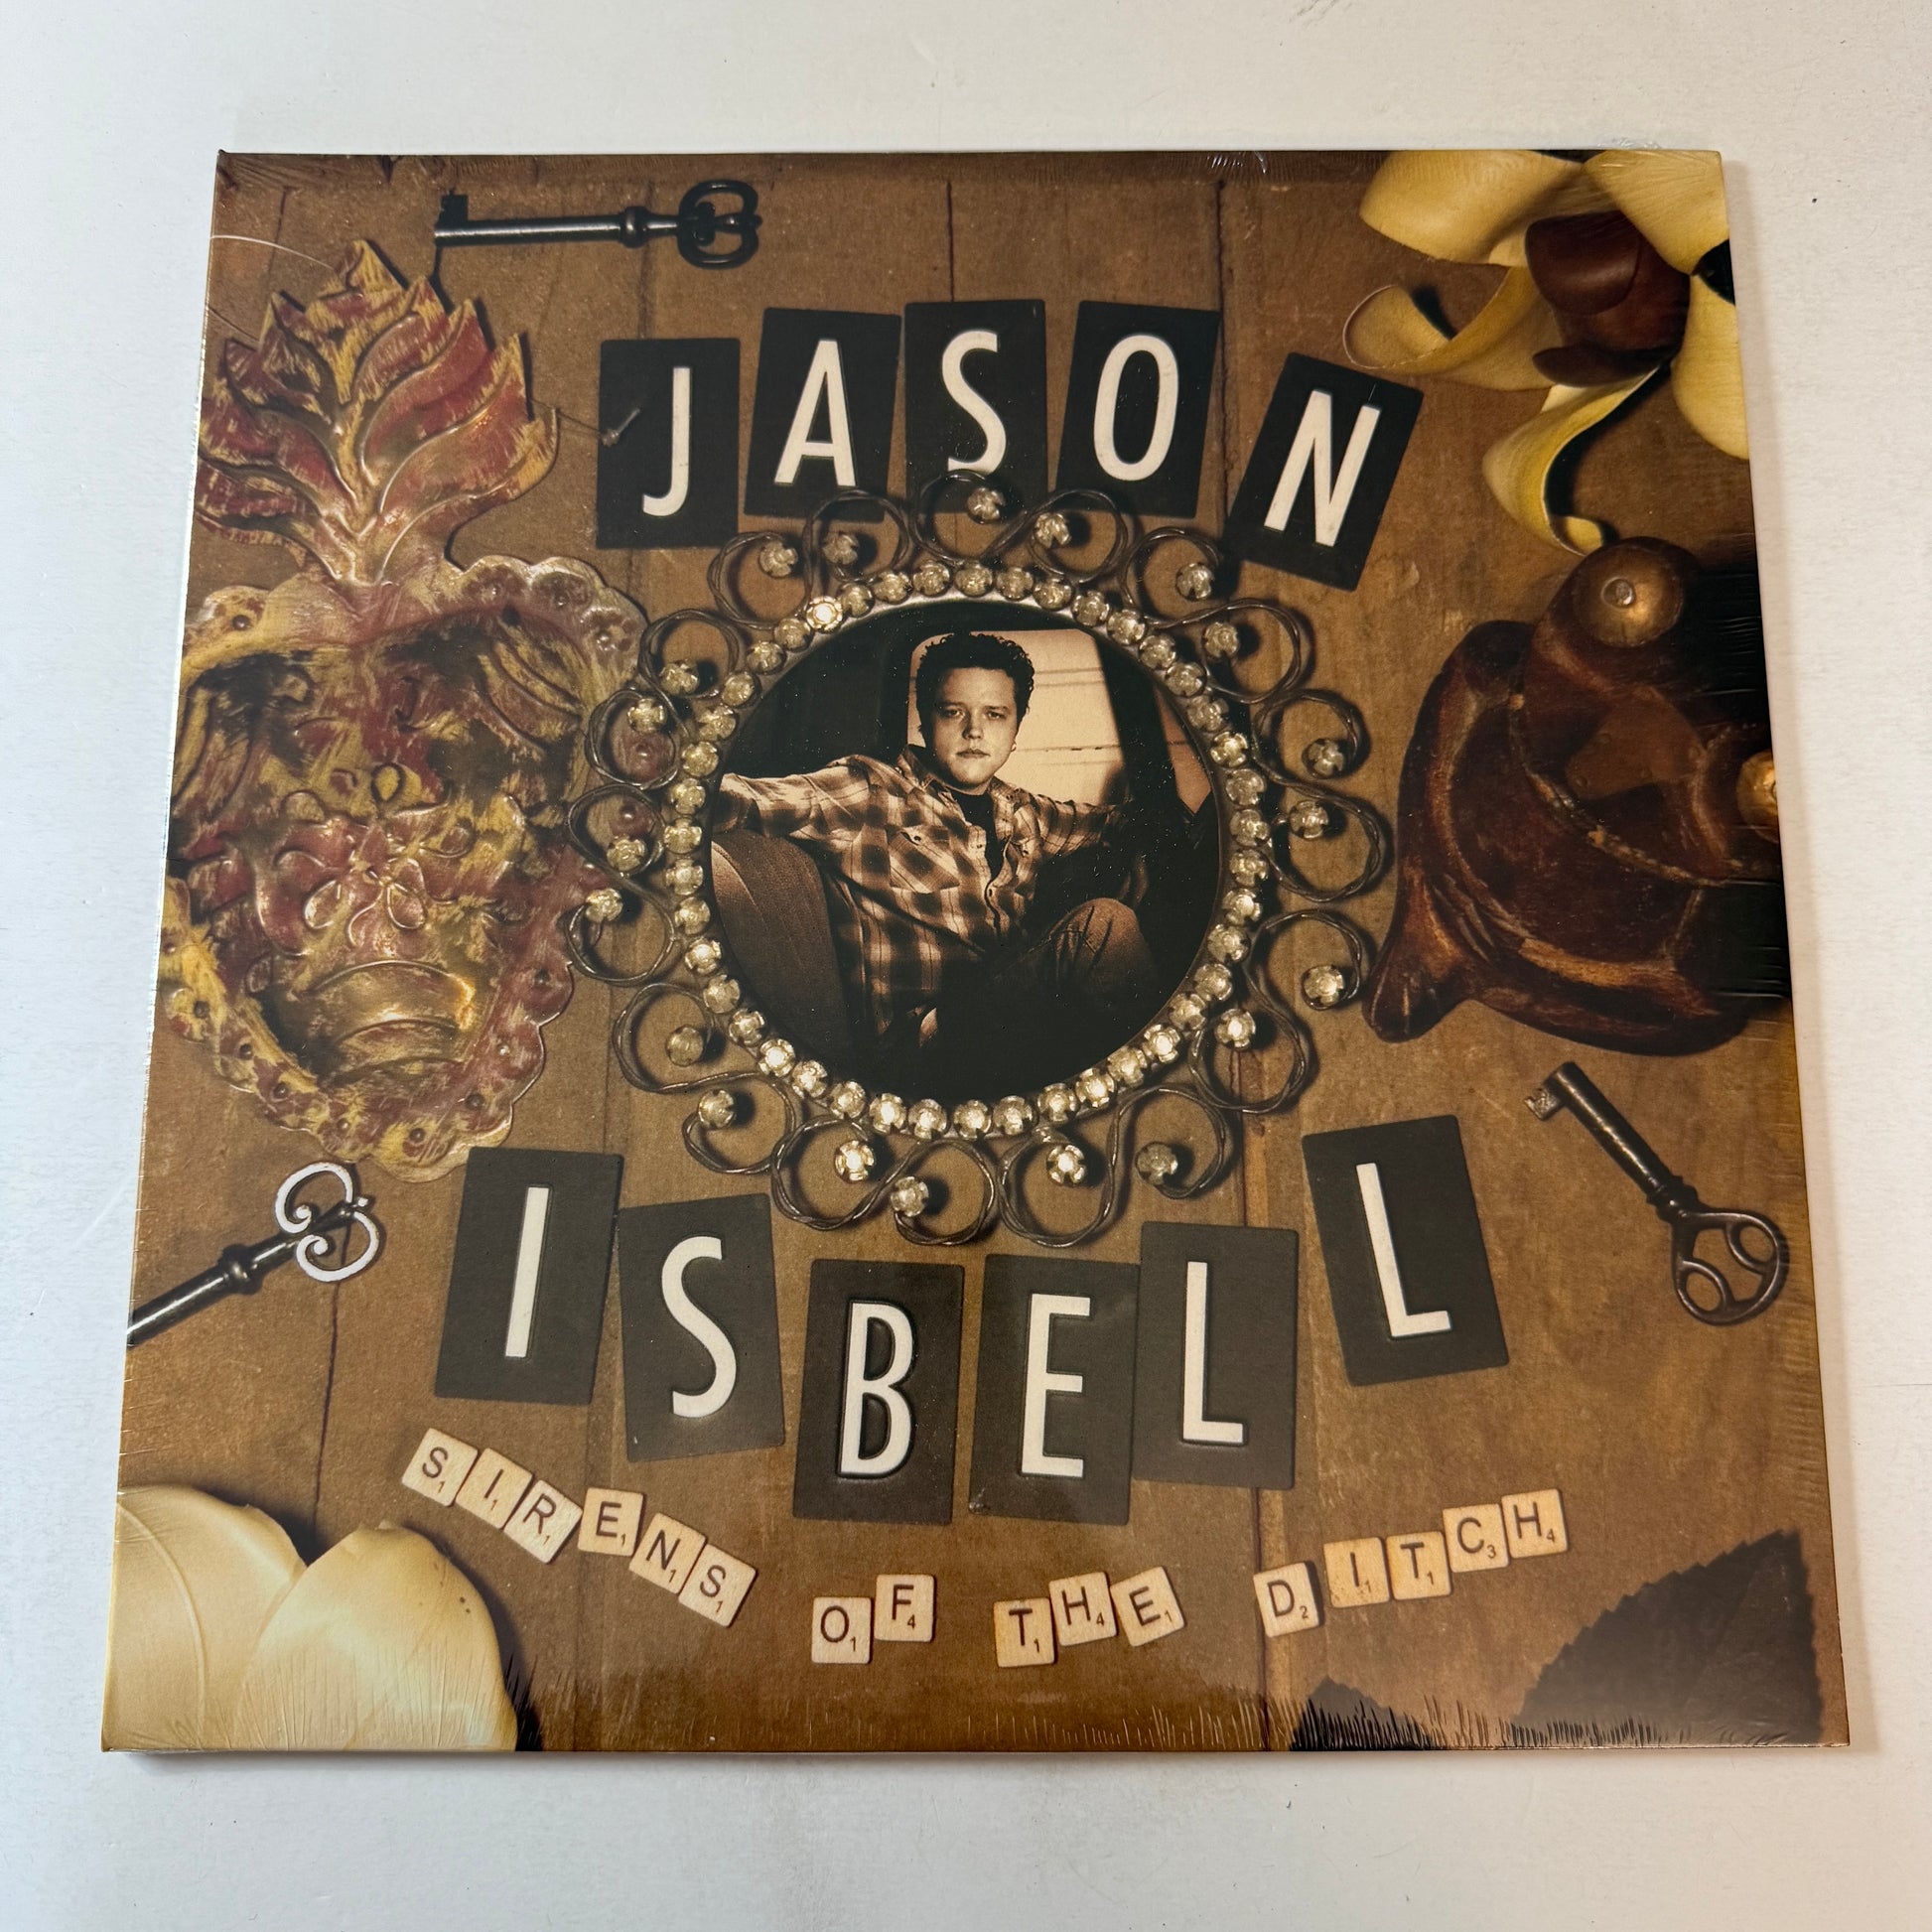 JASON
ISBELL
SIRENS OF THE DITCH